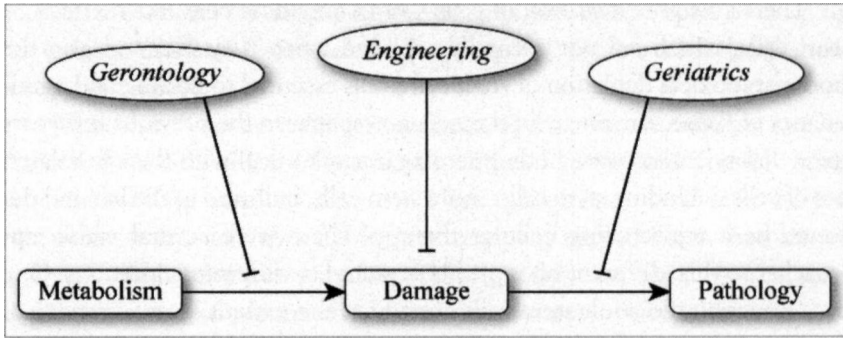 Gerontology
Engineering
Geriatrics
Metabolism
Damage
Pathology